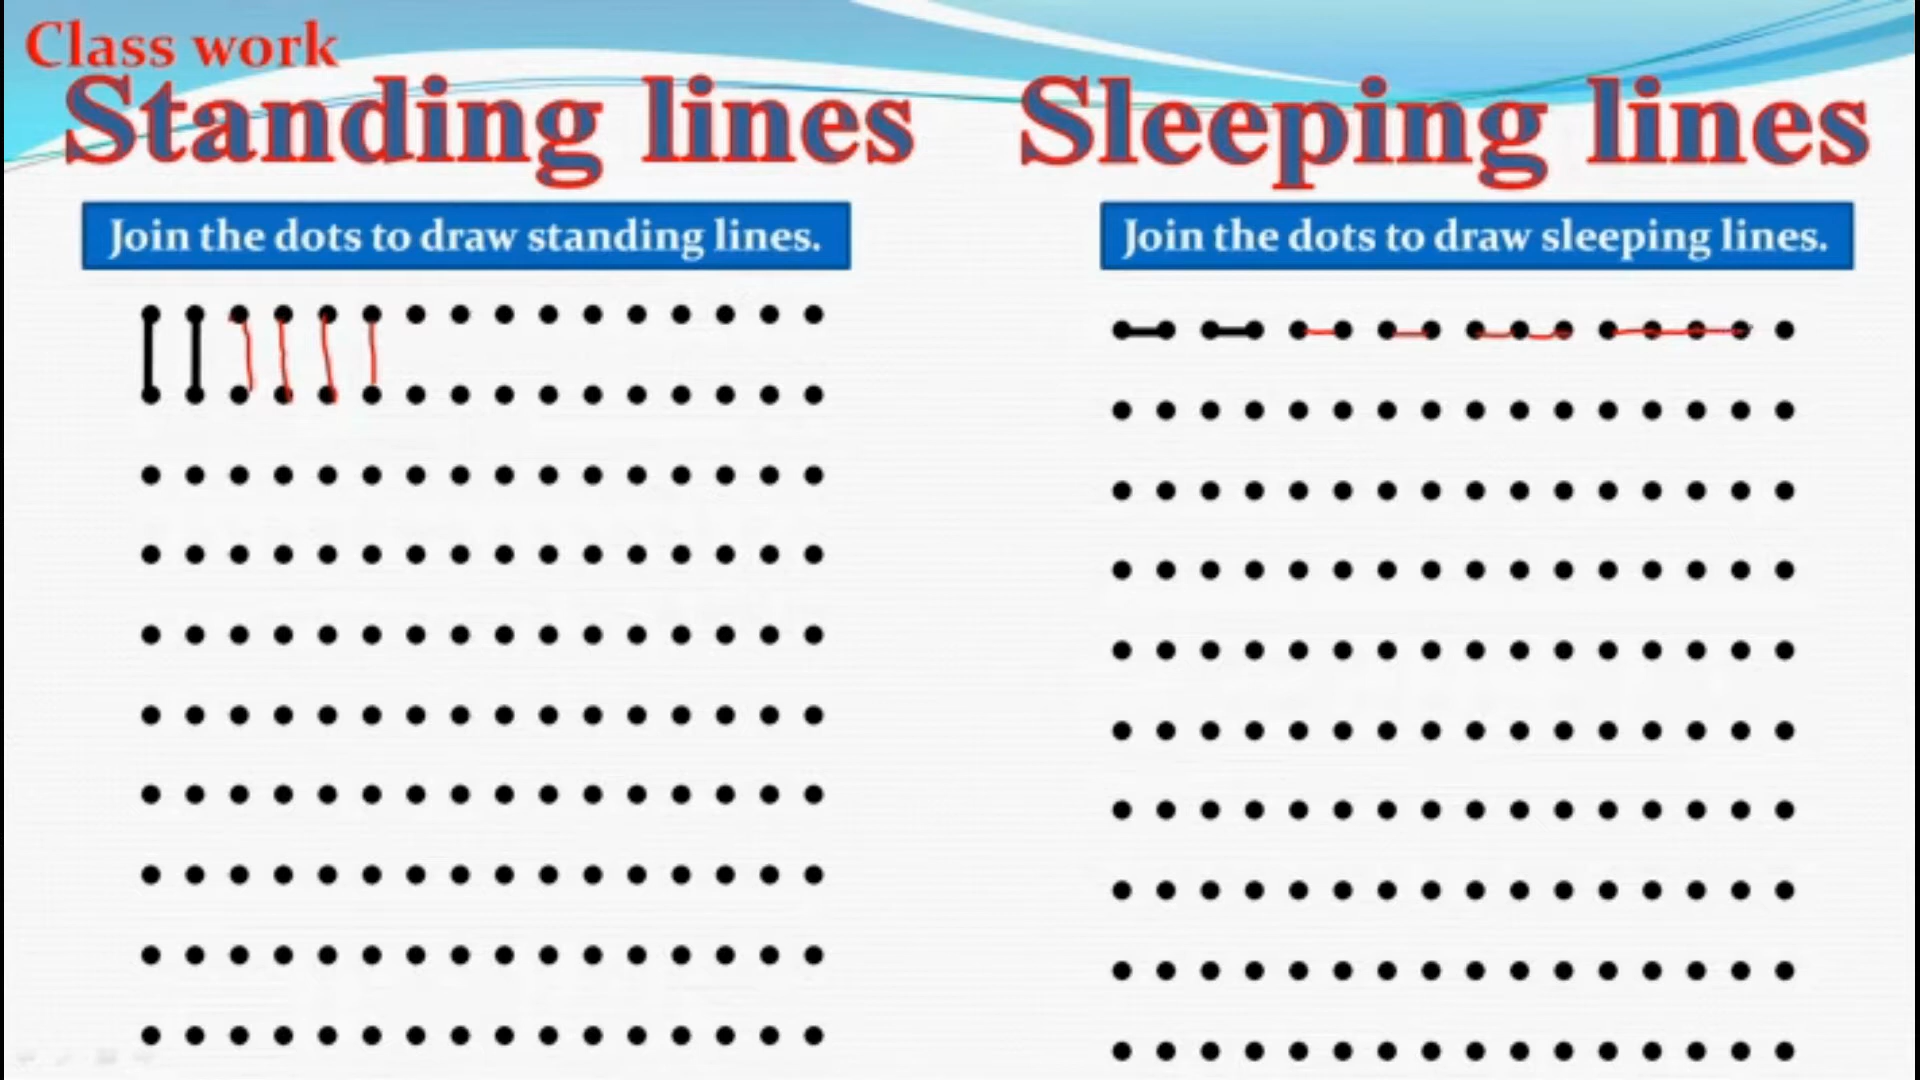 Class work
Standing lines
Sleeping lines
Join the dots to draw standing lines.
Join the dots to draw sleeping lines.